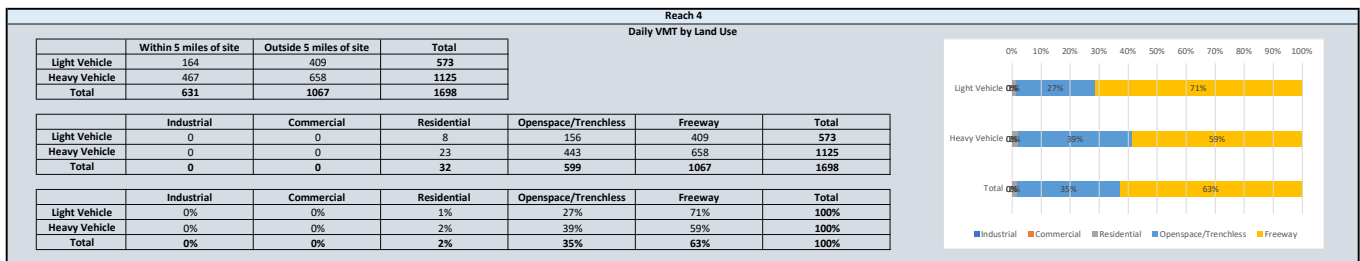 Reach 4
Daily VMT by Land Use
Within 5 miles of site Outside 5 miles of site Total
Light Vehicle 164 409 573
Heavy Vehicle 467 658 1125
Total 631 1067 1698
Industrial Commercial Residential Openspace/Trenchless Freeway Total
Light Vehicle 0 0 8 156 409 573
Heavy Vehicle 0 0 23 443 658 1125
Total 0 0 32 599 1067 1698
Industrial Commercial Residential Openspace/Trenchless Freeway Total
Light Vehicle 0% 0% 1% 27% 71% 100%
Heavy Vehicle 0% 0% 2% 39% 59% 100%
Total 0% 0% 2% 35% 63% 100%
0% 10% 20% 30% 40% 50% 60% 70% 80% 90% 100%
Light Vehicle 27% 71%
Heavy Vehicle 39% 59%
Total 35% 63%
Industrial Commercial Residential Openspace/Trenchless Freeway